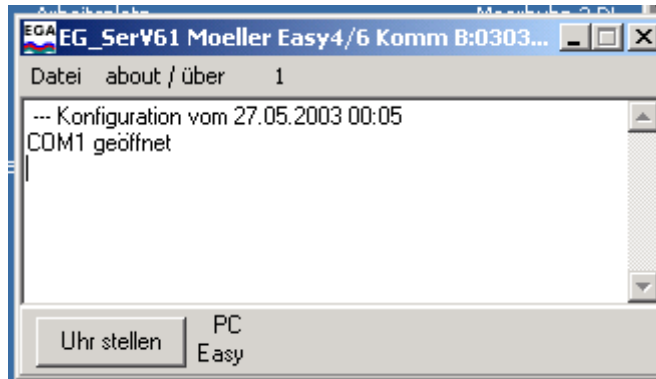 EGA EG_SerV61 Moeller Easy4/6 Komm B:0303...
Datei about / über 1
--- Konfiguration vom 27.05.2003 00:05
COM1 geöffnet
Uhr stellen
PC
Easy